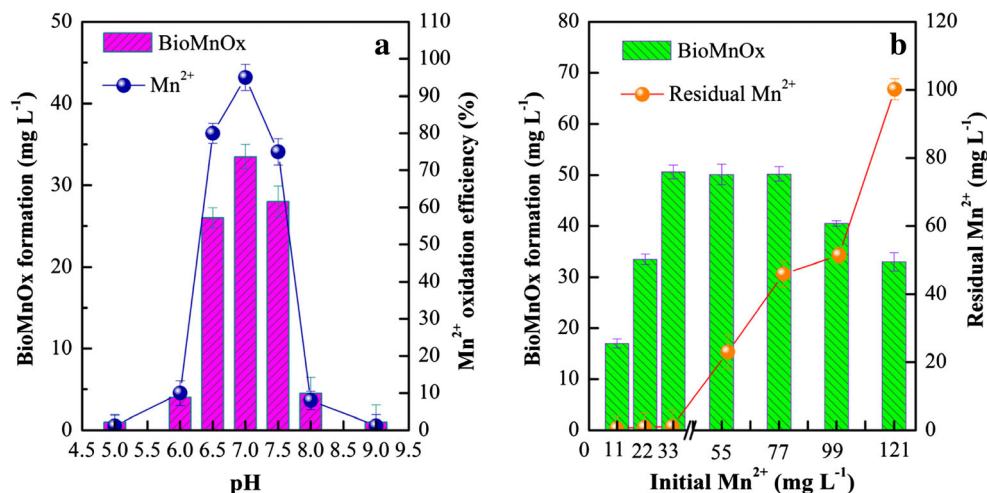 a
BioMnOx
Mn²⁺
BioMnOx formation (mg L⁻¹)
50
40
30
20
10
0
Mn²⁺ oxidation efficiency (%)
110
100
90
80
70
60
50
40
30
20
10
0
4.5 5.0 5.5 6.0 6.5 7.0 7.5 8.0 9.0 9.5
pH
b
BioMnOx
Residual Mn²⁺
BioMnOx formation (mg L⁻¹)
80
70
60
50
40
30
20
10
0
Residual Mn²⁺ (mg L⁻¹)
120
100
80
60
40
20
0
0 11 22 33 55 77 99 121
Initial Mn²⁺ (mg L⁻¹)